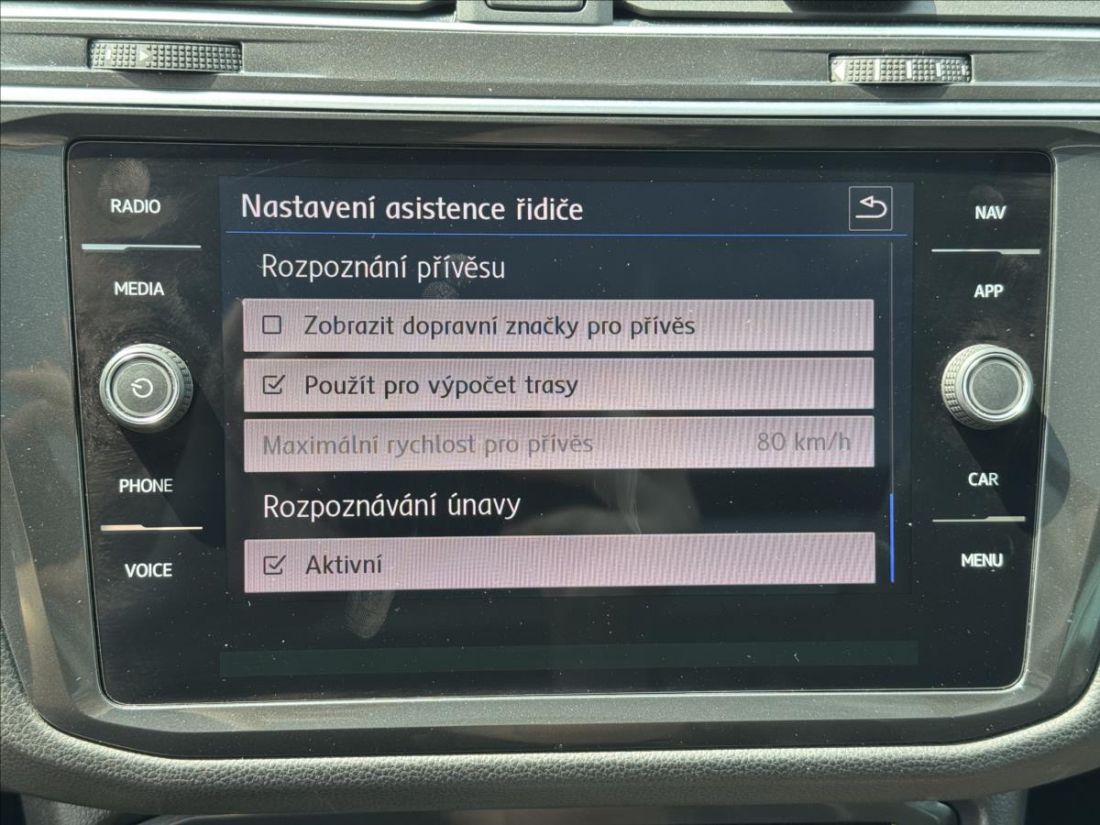 RADIO
MEDIA
PHONE
VOICE
Nastavení asistence řidiče
Rozpoznání přívěsu
Zobrazit dopravní značky pro přívěs
Použít pro výpočet trasy
Maximální rychlost pro přívěs 80 km/h
Rozpoznávání únavy
Aktivní
NAV
APP
CAR
MENU